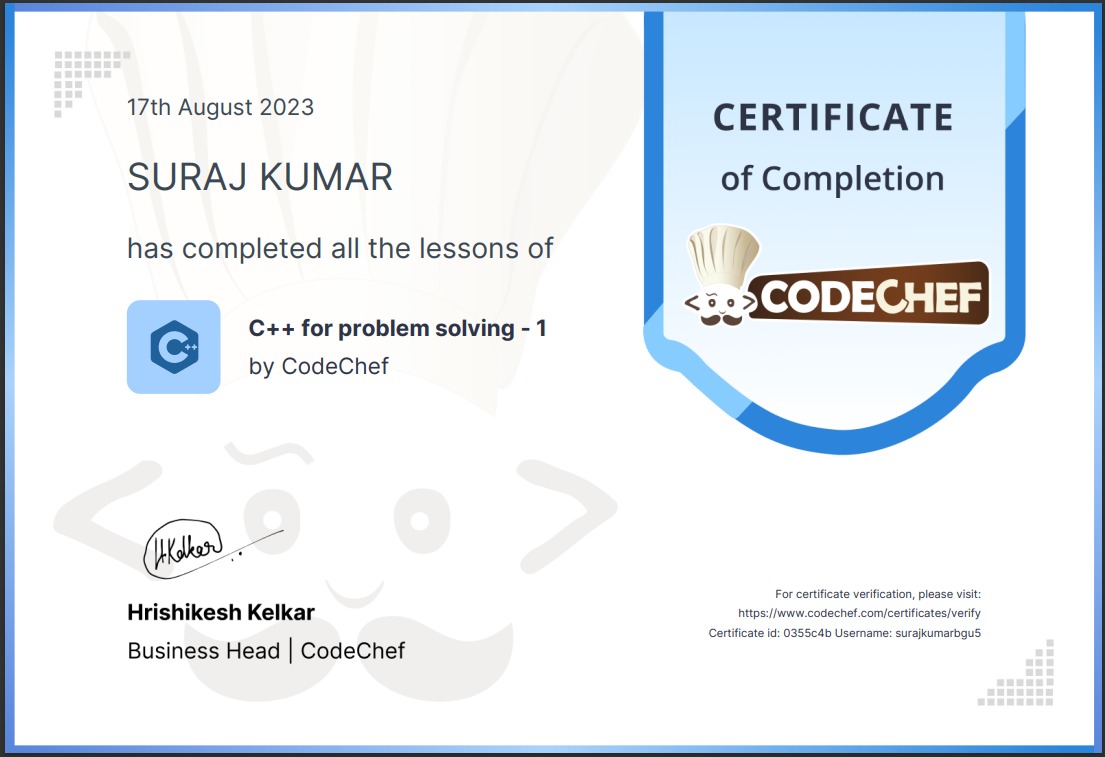 17th August 2023
SURAJ KUMAR
has completed all the lessons of
C++
C++ for problem solving - 1
by CodeChef
CERTIFICATE
of Completion
CODECHEF
H.Kelkar
Hrishikesh Kelkar
Business Head | CodeChef
For certificate verification, please visit:
https://www.codechef.com/certificates/verify
Certificate id: 0355c4b Username: surajkumarbgu5